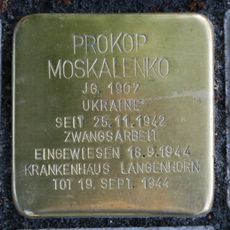 PROKOP
MOSKALENKO
JG. 1907
UKRAINE
SEIT 25.11.1942
ZWANGSARBEIT
EINGEWIESEN 18.9.1944
KRANKENHAUS LANGENHORN
TOT 19. SEPT. 1944